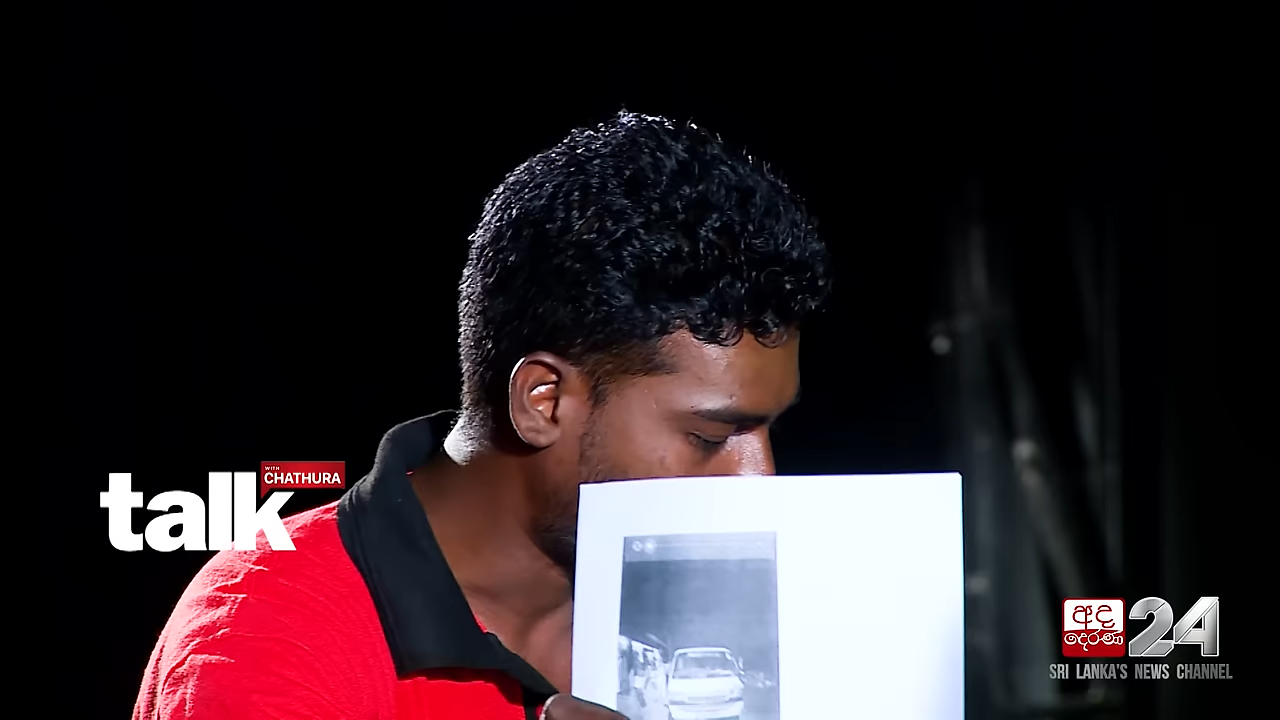 talk
WITH
CHATHURA
අද
දෙරණ
24
SRI LANKA'S NEWS CHANNEL